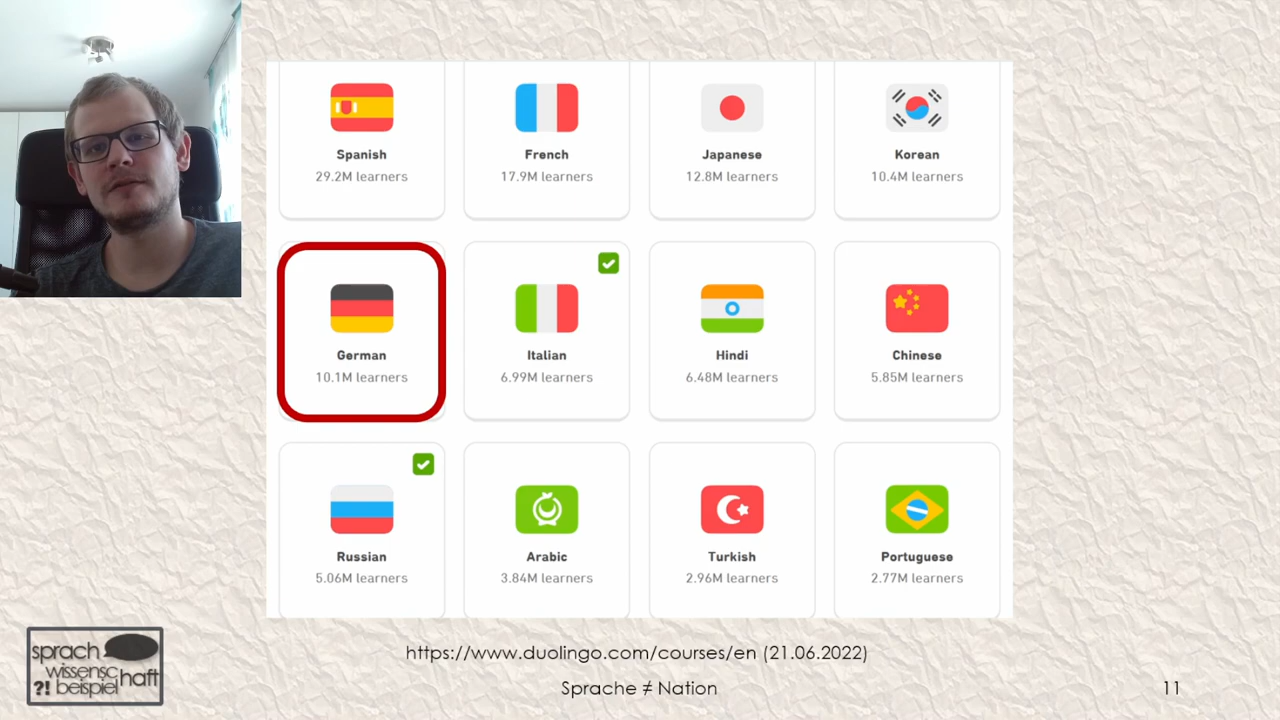 Spanish
29.2M learners
French
17.9M learners
Japanese
12.8M learners
Korean
10.4M learners
German
10.1M learners
Italian
6.99M learners
Hindi
6.48M learners
Chinese
5.85M learners
Russian
5.06M learners
Arabic
3.84M learners
Turkish
2.96M learners
Portuguese
2.77M learners
sprach
wissensc
haft
?! beispiel
https://www.duolingo.com/courses/en (21.06.2022)
Sprache ≠ Nation
11